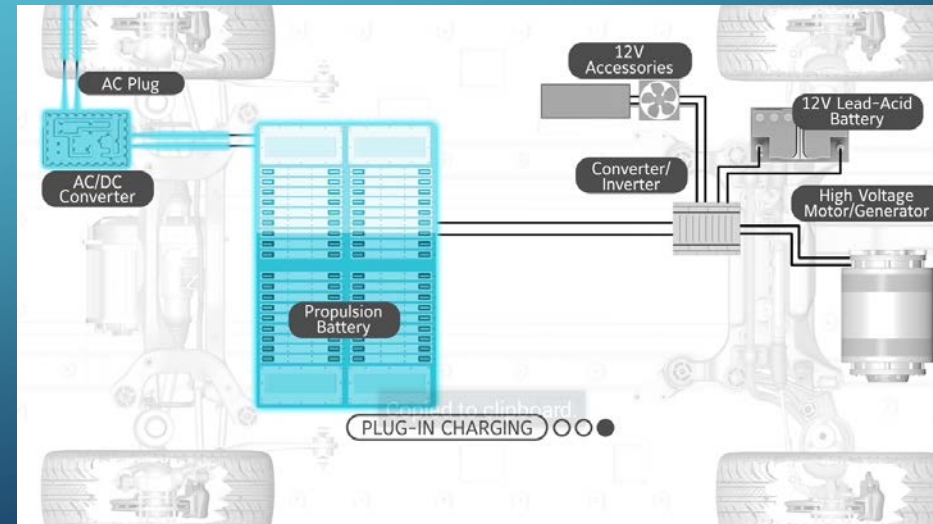 AC Plug
12V
Accessories
12V Lead-Acid
Battery
AC/DC
Converter
Converter/
Inverter
High Voltage
Motor/Generator
Propulsion
Battery
Copied to clipboard.
PLUG-IN CHARGING